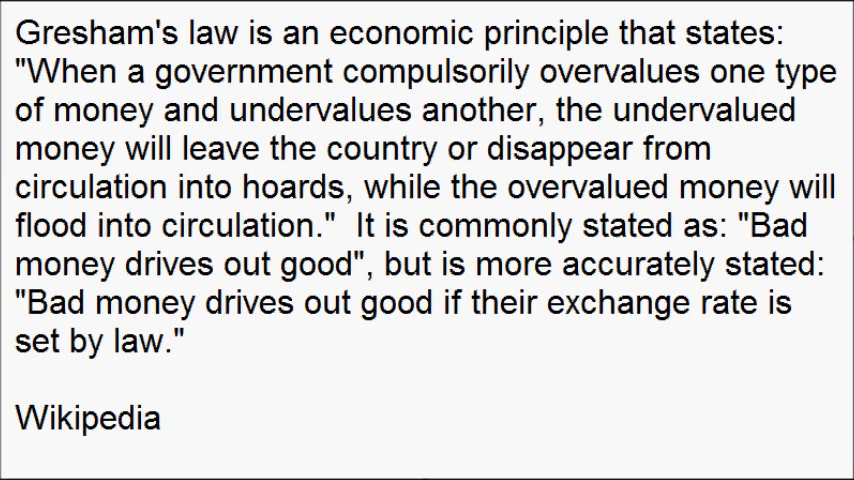 Gresham's law is an economic principle that states:
"When a government compulsorily overvalues one type
of money and undervalues another, the undervalued
money will leave the country or disappear from
circulation into hoards, while the overvalued money will
flood into circulation."  It is commonly stated as: "Bad
money drives out good", but is more accurately stated:
"Bad money drives out good if their exchange rate is
set by law."
Wikipedia